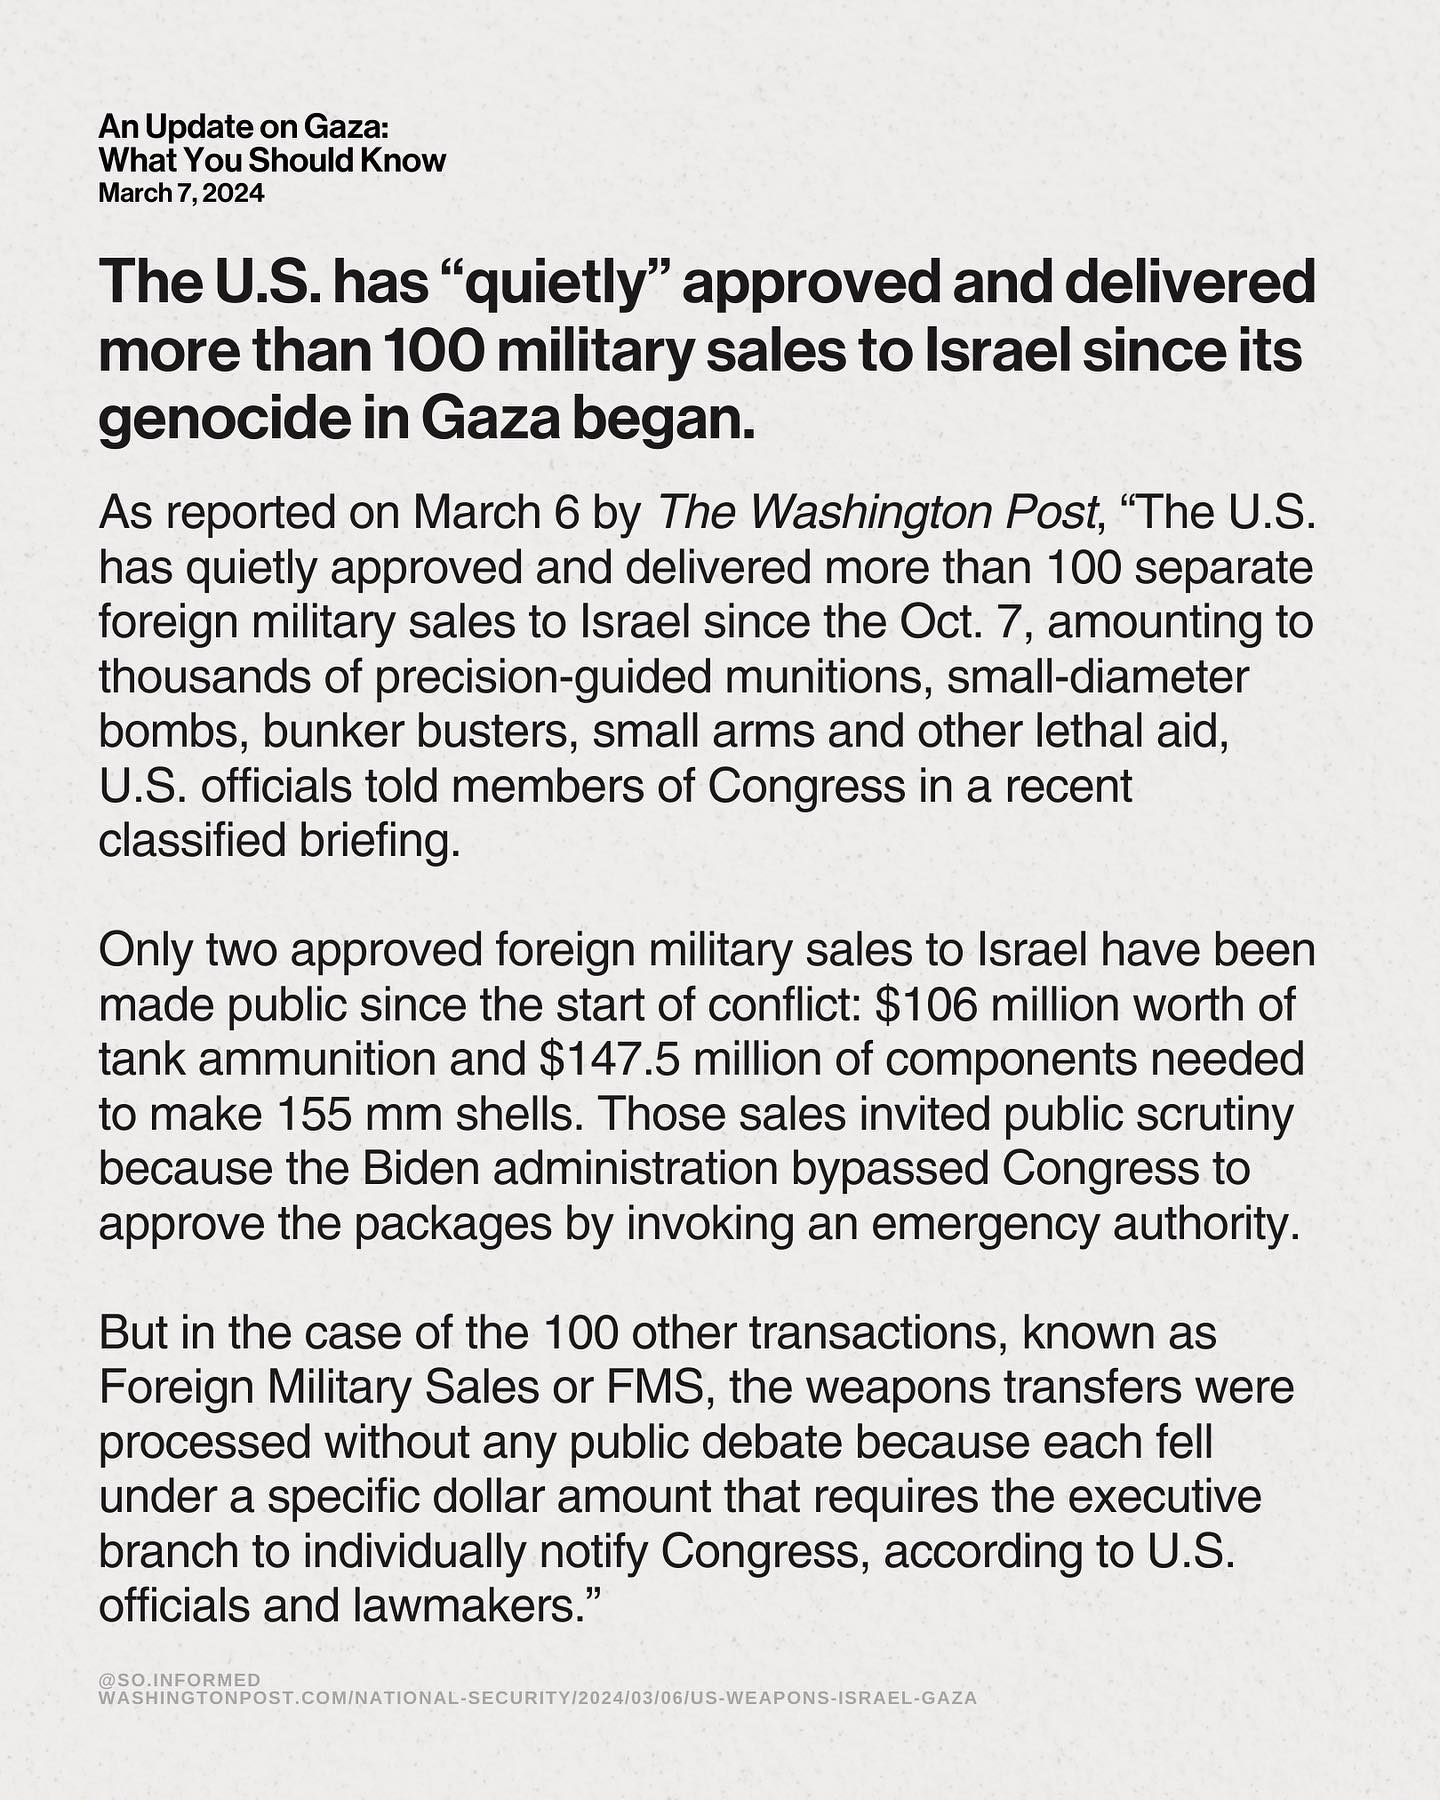 An Update on Gaza:
What You Should Know
March 7, 2024
The U.S. has “quietly” approved and delivered
more than 100 military sales to Israel since its
genocide in Gaza began.
As reported on March 6 by The Washington Post, “The U.S.
has quietly approved and delivered more than 100 separate
foreign military sales to Israel since the Oct. 7, amounting to
thousands of precision-guided munitions, small-diameter
bombs, bunker busters, small arms and other lethal aid,
U.S. officials told members of Congress in a recent
classified briefing.
Only two approved foreign military sales to Israel have been
made public since the start of conflict: $106 million worth of
tank ammunition and $147.5 million of components needed
to make 155 mm shells. Those sales invited public scrutiny
because the Biden administration bypassed Congress to
approve the packages by invoking an emergency authority.
But in the case of the 100 other transactions, known as
Foreign Military Sales or FMS, the weapons transfers were
processed without any public debate because each fell
under a specific dollar amount that requires the executive
branch to individually notify Congress, according to U.S.
officials and lawmakers.”
@SO.INFORMED
WASHINGTONPOST.COM/NATIONAL-SECURITY/2024/03/06/US-WEAPONS-ISRAEL-GAZA